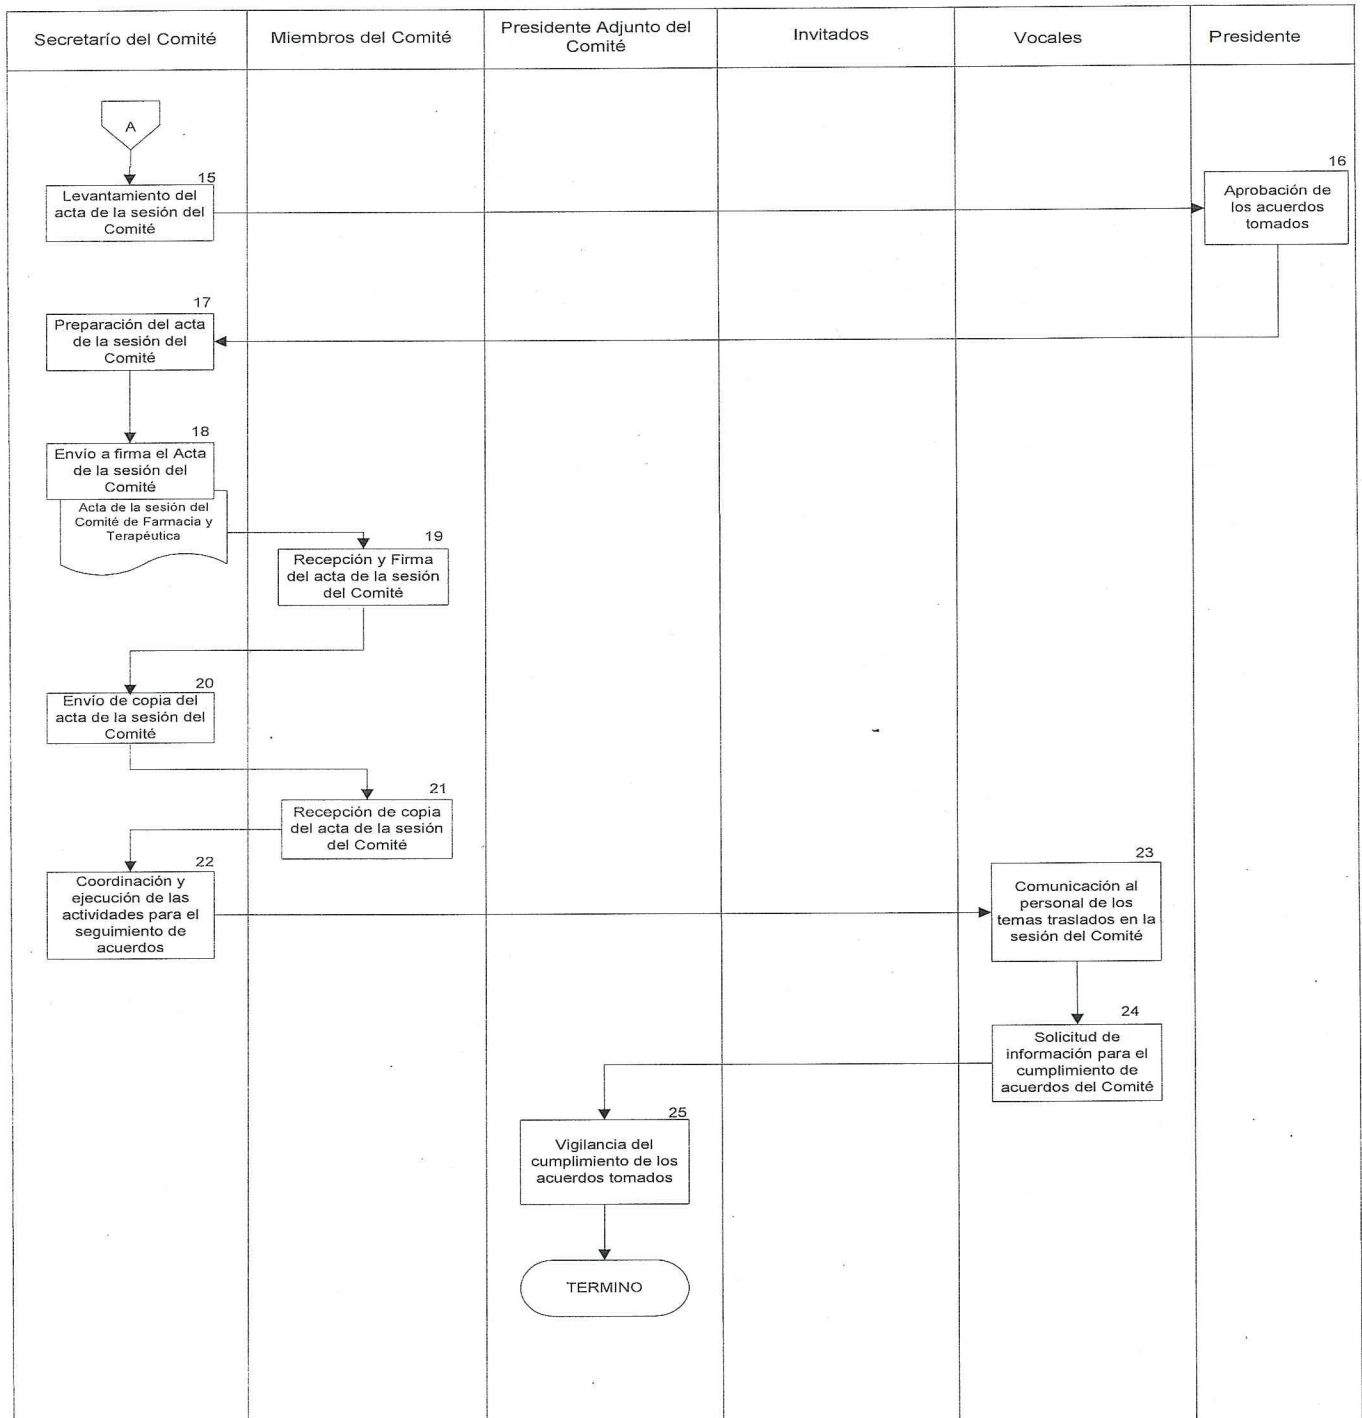 Secretarío del Comité
Miembros del Comité
Presidente Adjunto del
Comité
Invitados
Vocales
Presidente
A
15
Levantamiento del
acta de la sesión del
Comité
16
Aprobación de
los acuerdos
tomados
17
Preparación del acta
de la sesión del
Comité
18
Envío a firma el Acta
de la sesión del
Comité
Acta de la sesión del
Comité de Farmacia y
Terapéutica
19
Recepción y Firma
del acta de la sesión
del Comité
20
Envío de copia del
acta de la sesión del
Comité
21
Recepción de copia
del acta de la sesión
del Comité
22
Coordinación y
ejecución de las
actividades para el
seguimiento de
acuerdos
23
Comunicación al
personal de los
temas traslados en la
sesión del Comité
24
Solicitud de
información para el
cumplimiento de
acuerdos del Comité
25
Vigilancia del
cumplimiento de los
acuerdos tomados
TERMINO